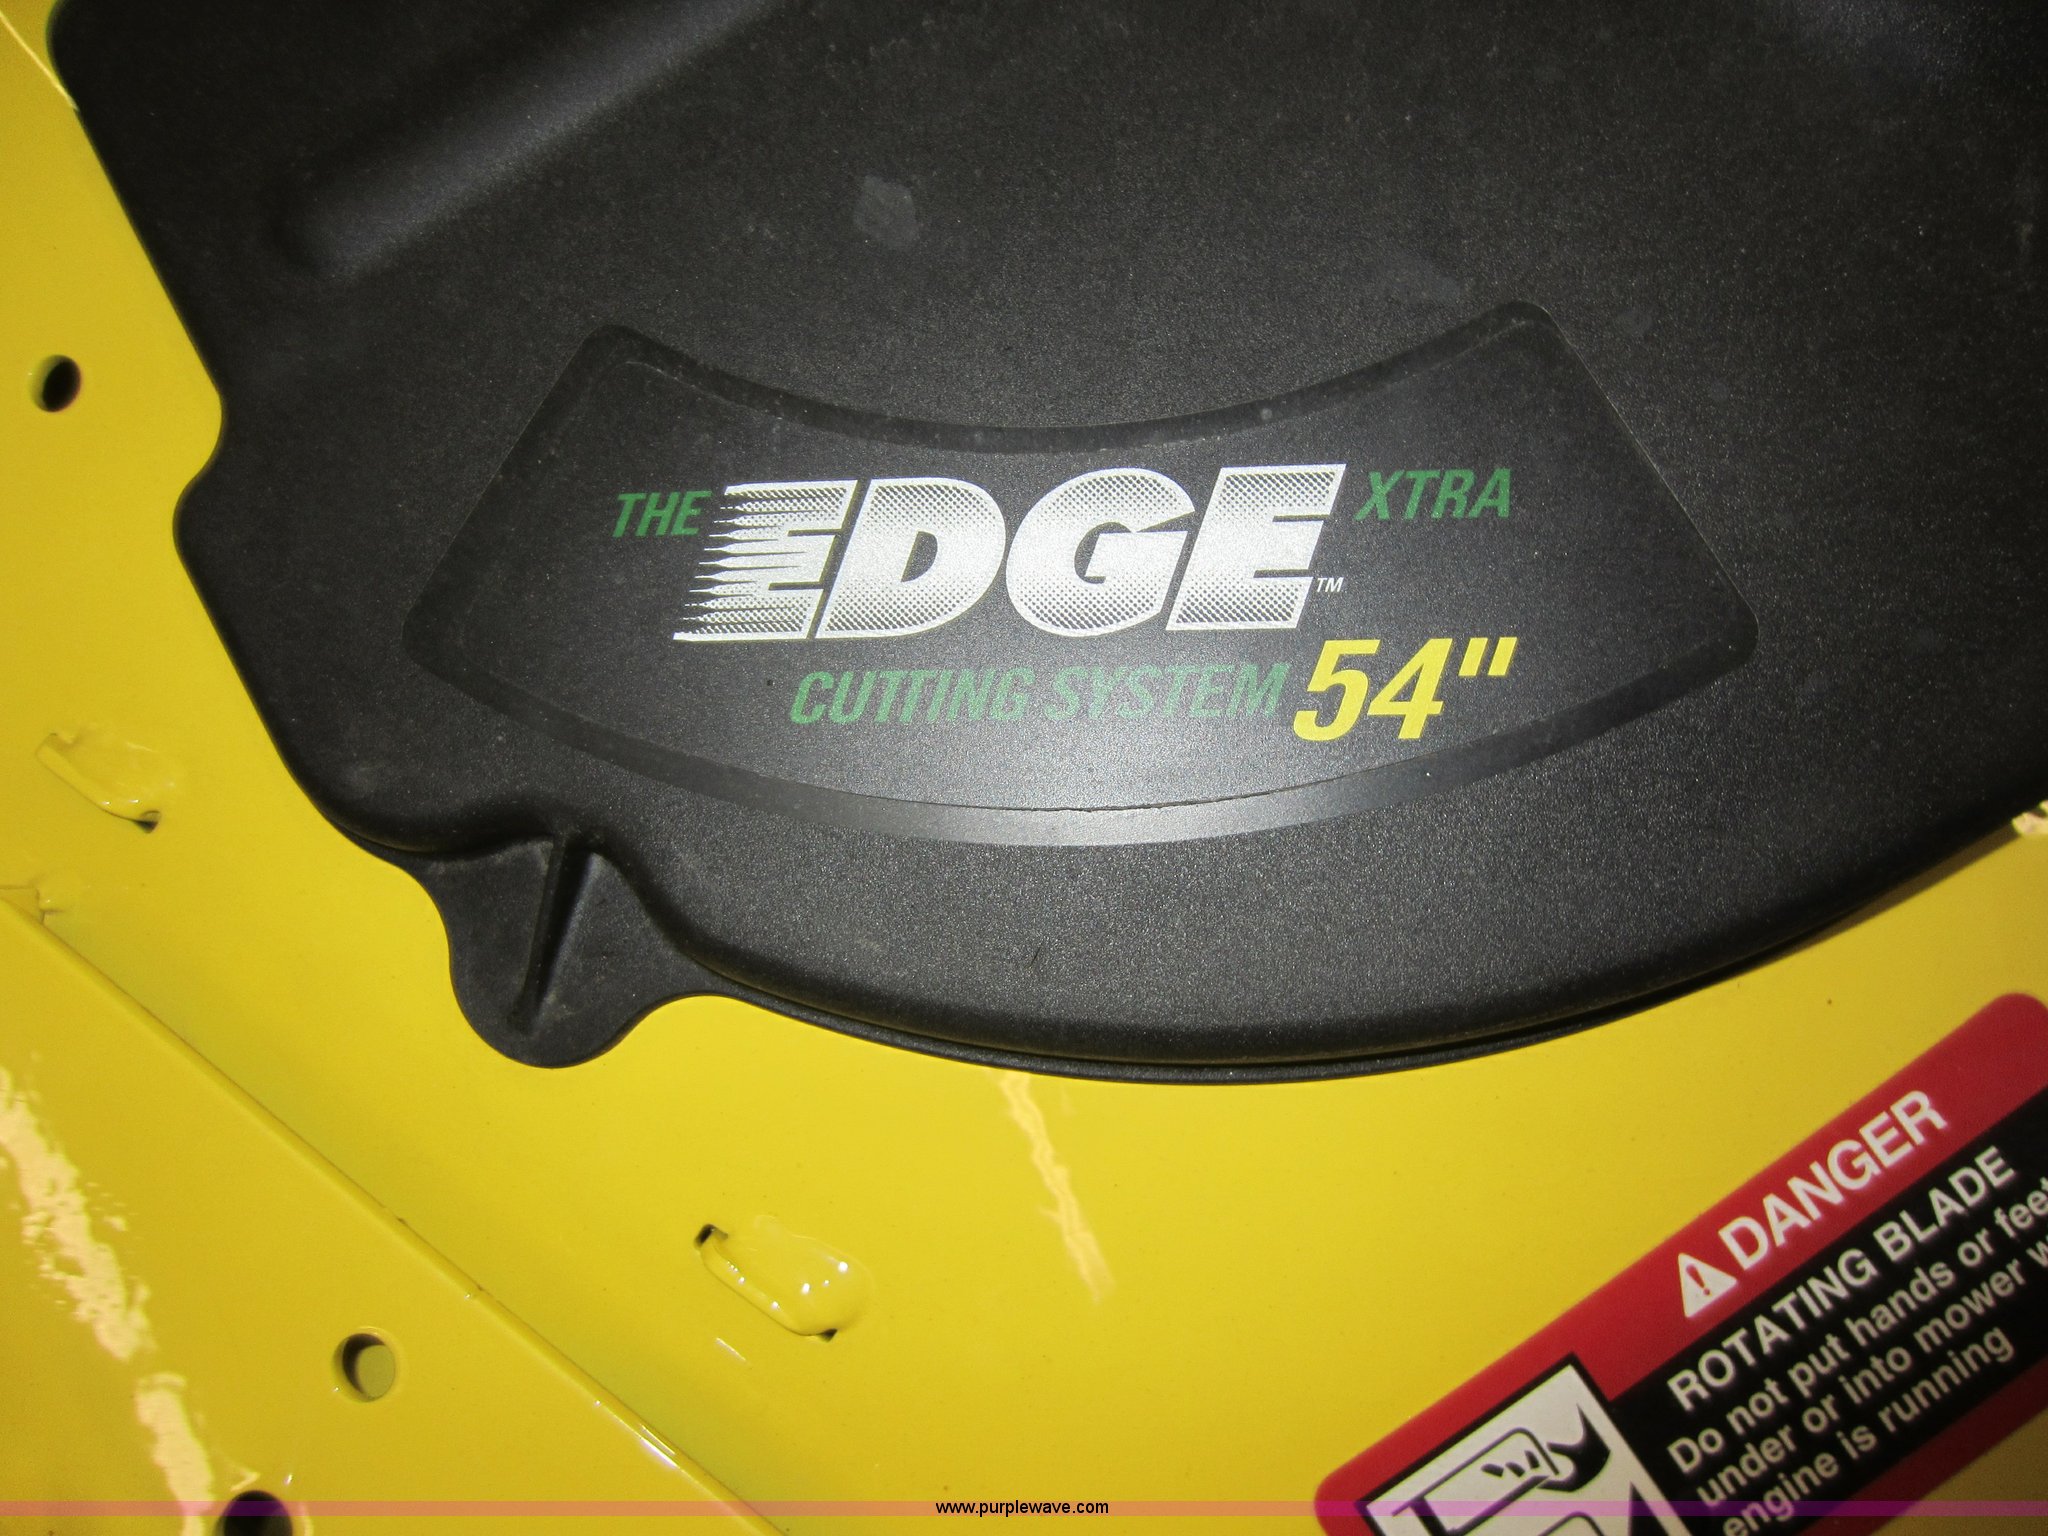 THE EDGE XTRA
TM
CUTTING SYSTEM 54"
DANGER
ROTATING BLADE
Do not put hands or feet
under or into mower
engine is running
www.purplewave.com